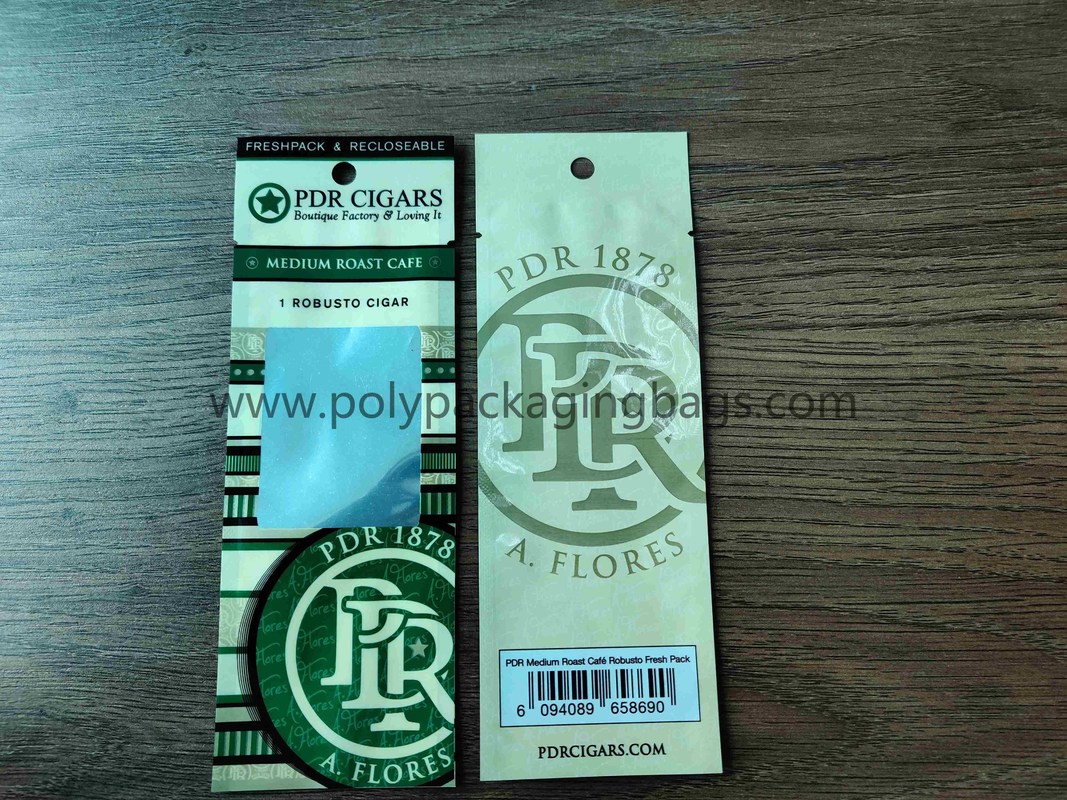 FRESHPACK & RECLOSEABLE
PDR CIGARS
Boutique Factory & Loving It
MEDIUM ROAST CAFE
1 ROBUSTO CIGAR
PDR 1878
PDR
A. FLORES
PDR 1878
PDR
A. FLORES
PDR Medium Roast Café Robusto Fresh Pack
6 094089 658690
PDRCIGARS.COM
www.polypackagingbags.com